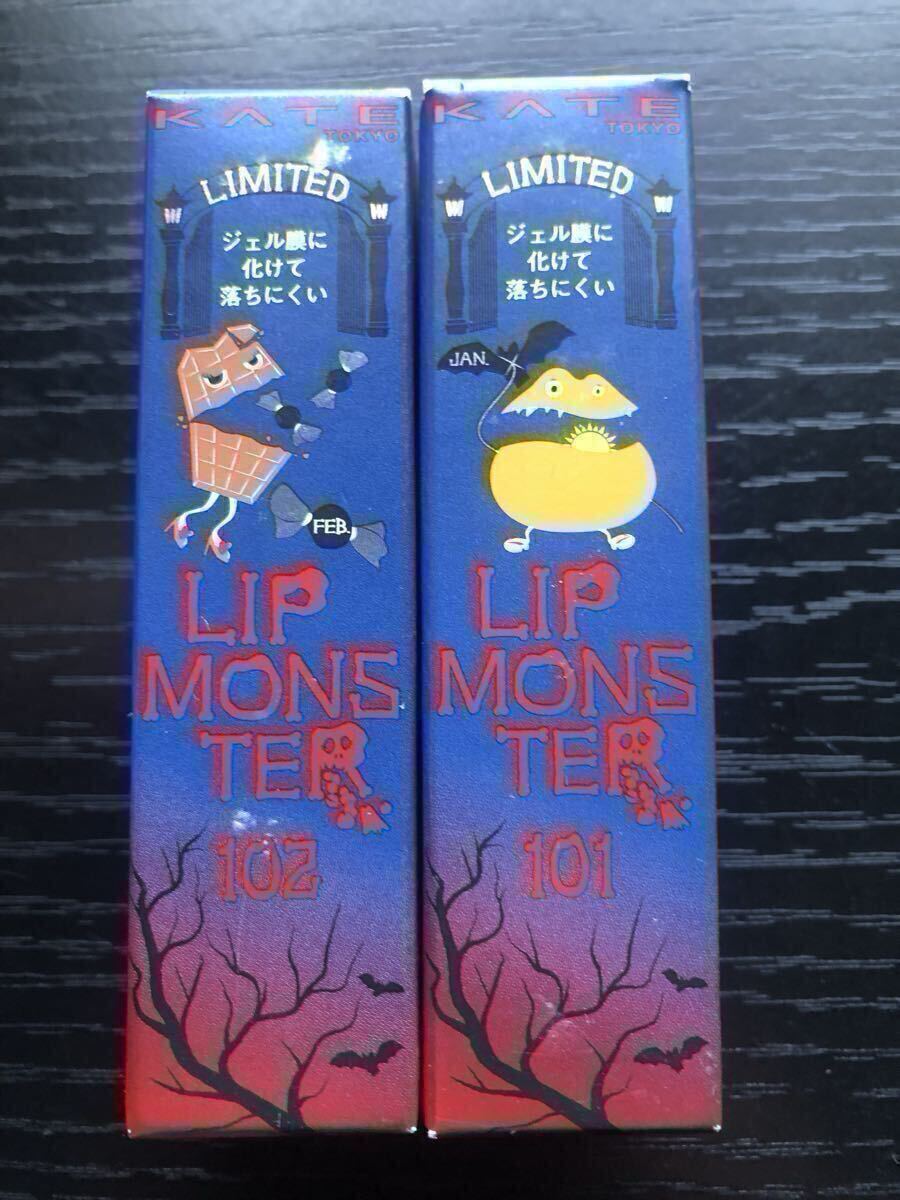 KATE
TOKYO
LIMITED
ジェル膜に
化けて
落ちにくい
FEB.
LIP
MONS
TER
102
KATE
TOKYO
LIMITED
ジェル膜に
化けて
落ちにくい
JAN.
LIP
MONS
TER
101